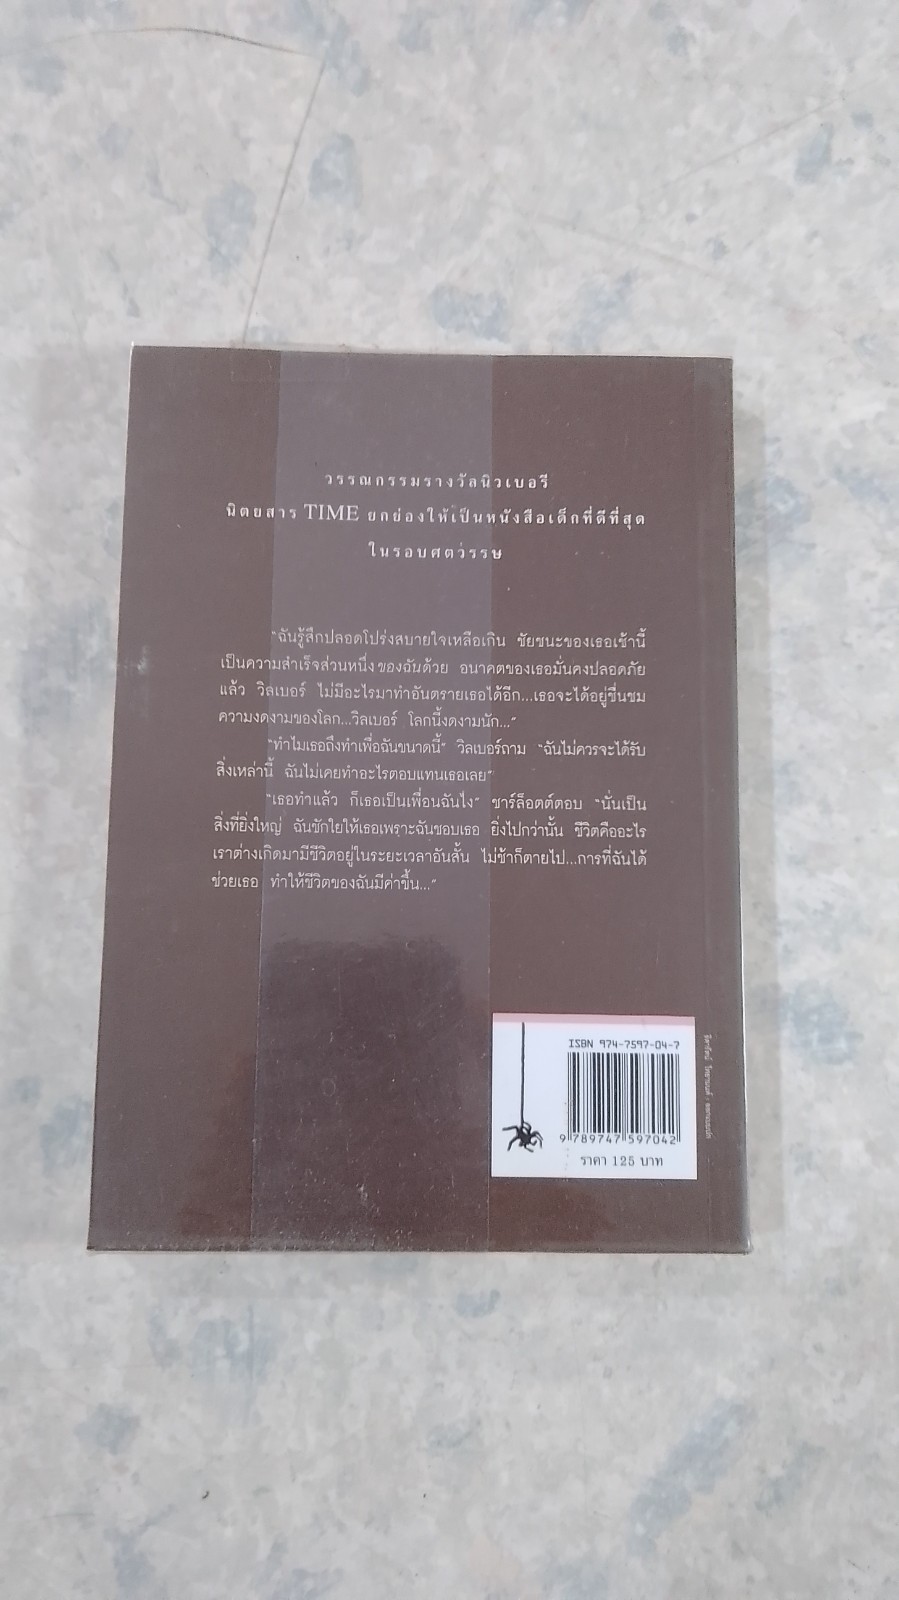 วรรณกรรมรางวัลนิวเบอรี
นิตยสาร TIME ยกย่องให้เป็นหนังสือเด็กที่ดีที่สุด
ในรอบศตวรรษ
"ฉันรู้สึกปลอดโปร่งสบายใจเหลือเกิน ชัยชนะของเธอเช้านี้
เป็นความสำเร็จส่วนหนึ่งของฉันด้วย อนาคตของเธอมั่นคงปลอดภัย
แล้ว วิลเบอร์ ไม่มีอะไรมาทำอันตรายเธอได้อีก...เธอจะได้อยู่ชื่นชม
ความงดงามของโลก...วิลเบอร์ โลกนี้งดงามนัก..."
"ทำไมเธอถึงทำเพื่อฉันขนาดนี้" วิลเบอร์ถาม "ฉันไม่ควรจะได้รับ
สิ่งเหล่านี้ ฉันไม่เคยทำอะไรตอบแทนเธอเลย"
"เธอทำแล้ว ก็เธอเป็นเพื่อนฉันไง" ชาร์ล็อตต์ตอบ "นั่นเป็น
สิ่งที่ยิ่งใหญ่ ฉันชักใยให้เธอเพราะฉันชอบเธอ ยิ่งไปกว่านั้น ชีวิตคืออะไร
เราต่างเกิดมามีชีวิตอยู่ในระยะเวลาอันสั้น ไม่ช้าก็ตายไป...การที่ฉันได้
ช่วยเธอ ทำให้ชีวิตของฉันมีค่าขึ้น..."
ISBN 974-7597-04-7
9 789747 597042
ราคา 125 บาท